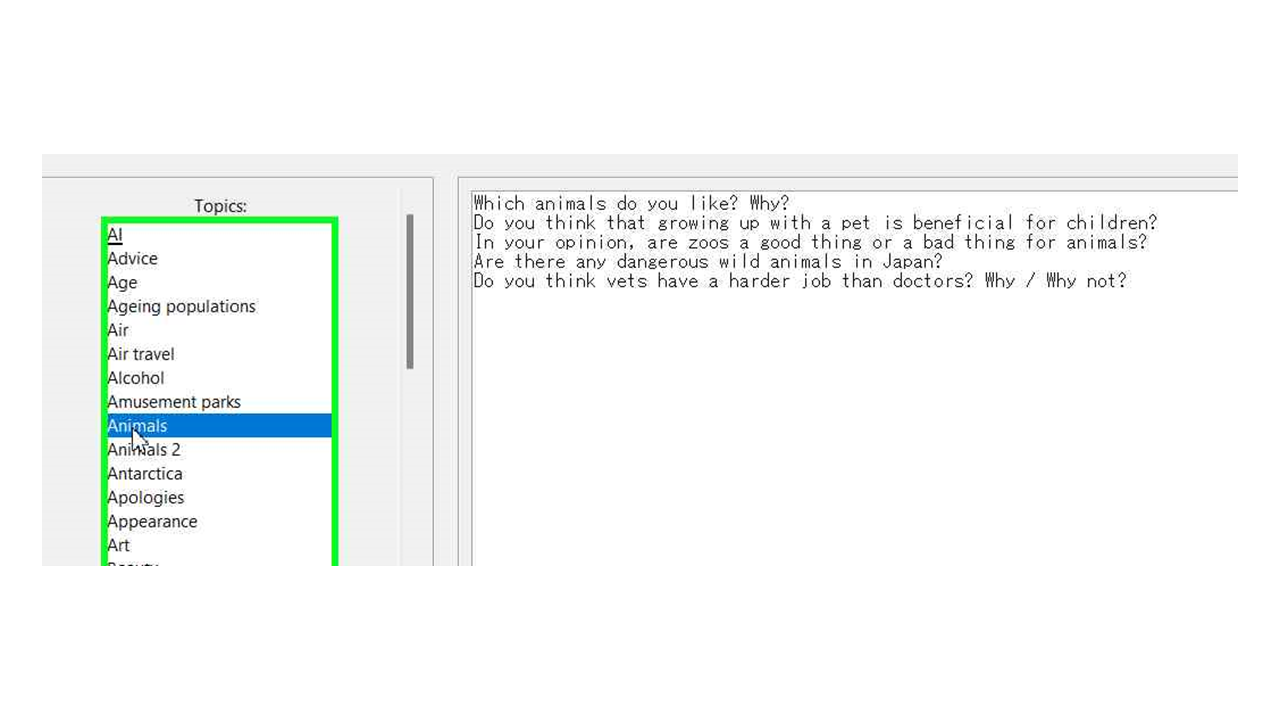 Topics:
AI
Advice
Age
Ageing populations
Air
Air travel
Alcohol
Amusement parks
Animals
Animals 2
Antarctica
Apologies
Appearance
Art
Which animals do you like? Why?
Do you think that growing up with a pet is beneficial for children?
In your opinion, are zoos a good thing or a bad thing for animals?
Are there any dangerous wild animals in Japan?
Do you think vets have a harder job than doctors? Why / Why not?